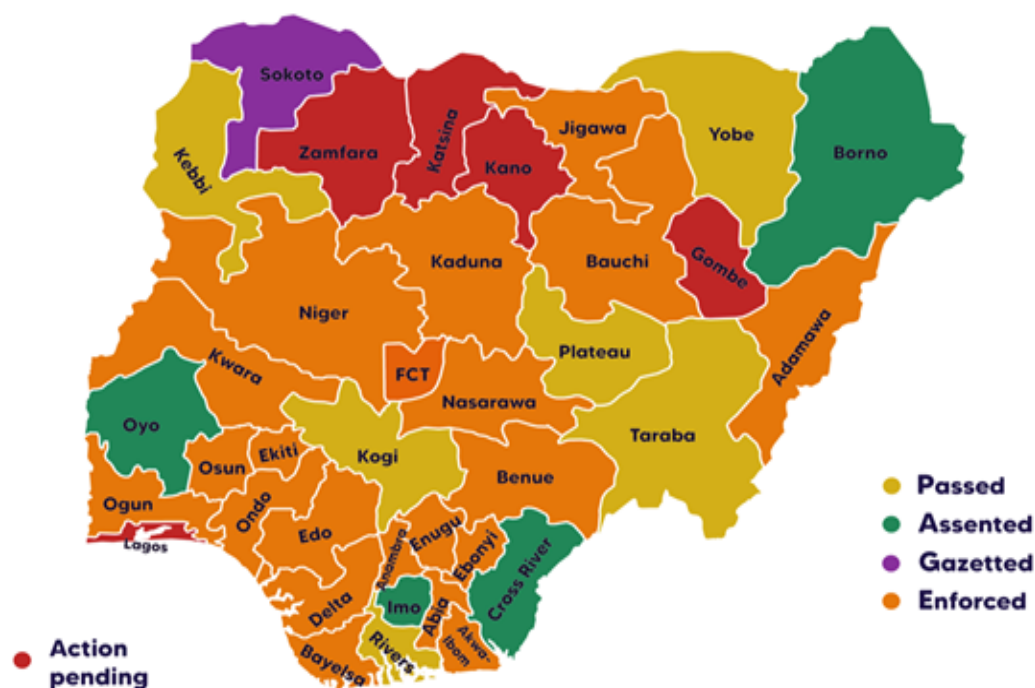 Sokoto
Zamfara
Katsina
Kano
Jigawa
Yobe
Borno
Kebbi
Kaduna
Bauchi
Gombe
Niger
Adamawa
Plateau
FCT
Kwara
Nasarawa
Oyo
Taraba
Kogi
Osun
Ekiti
Benue
Ogun
Ondo
Edo
Lagos
Anambra
Enugu
Ebonyi
Cross River
Delta
Imo
Abia
Akwa-
Ibom
Rivers
Bayelsa
Passed
Assented
Gazetted
Enforced
Action
pending